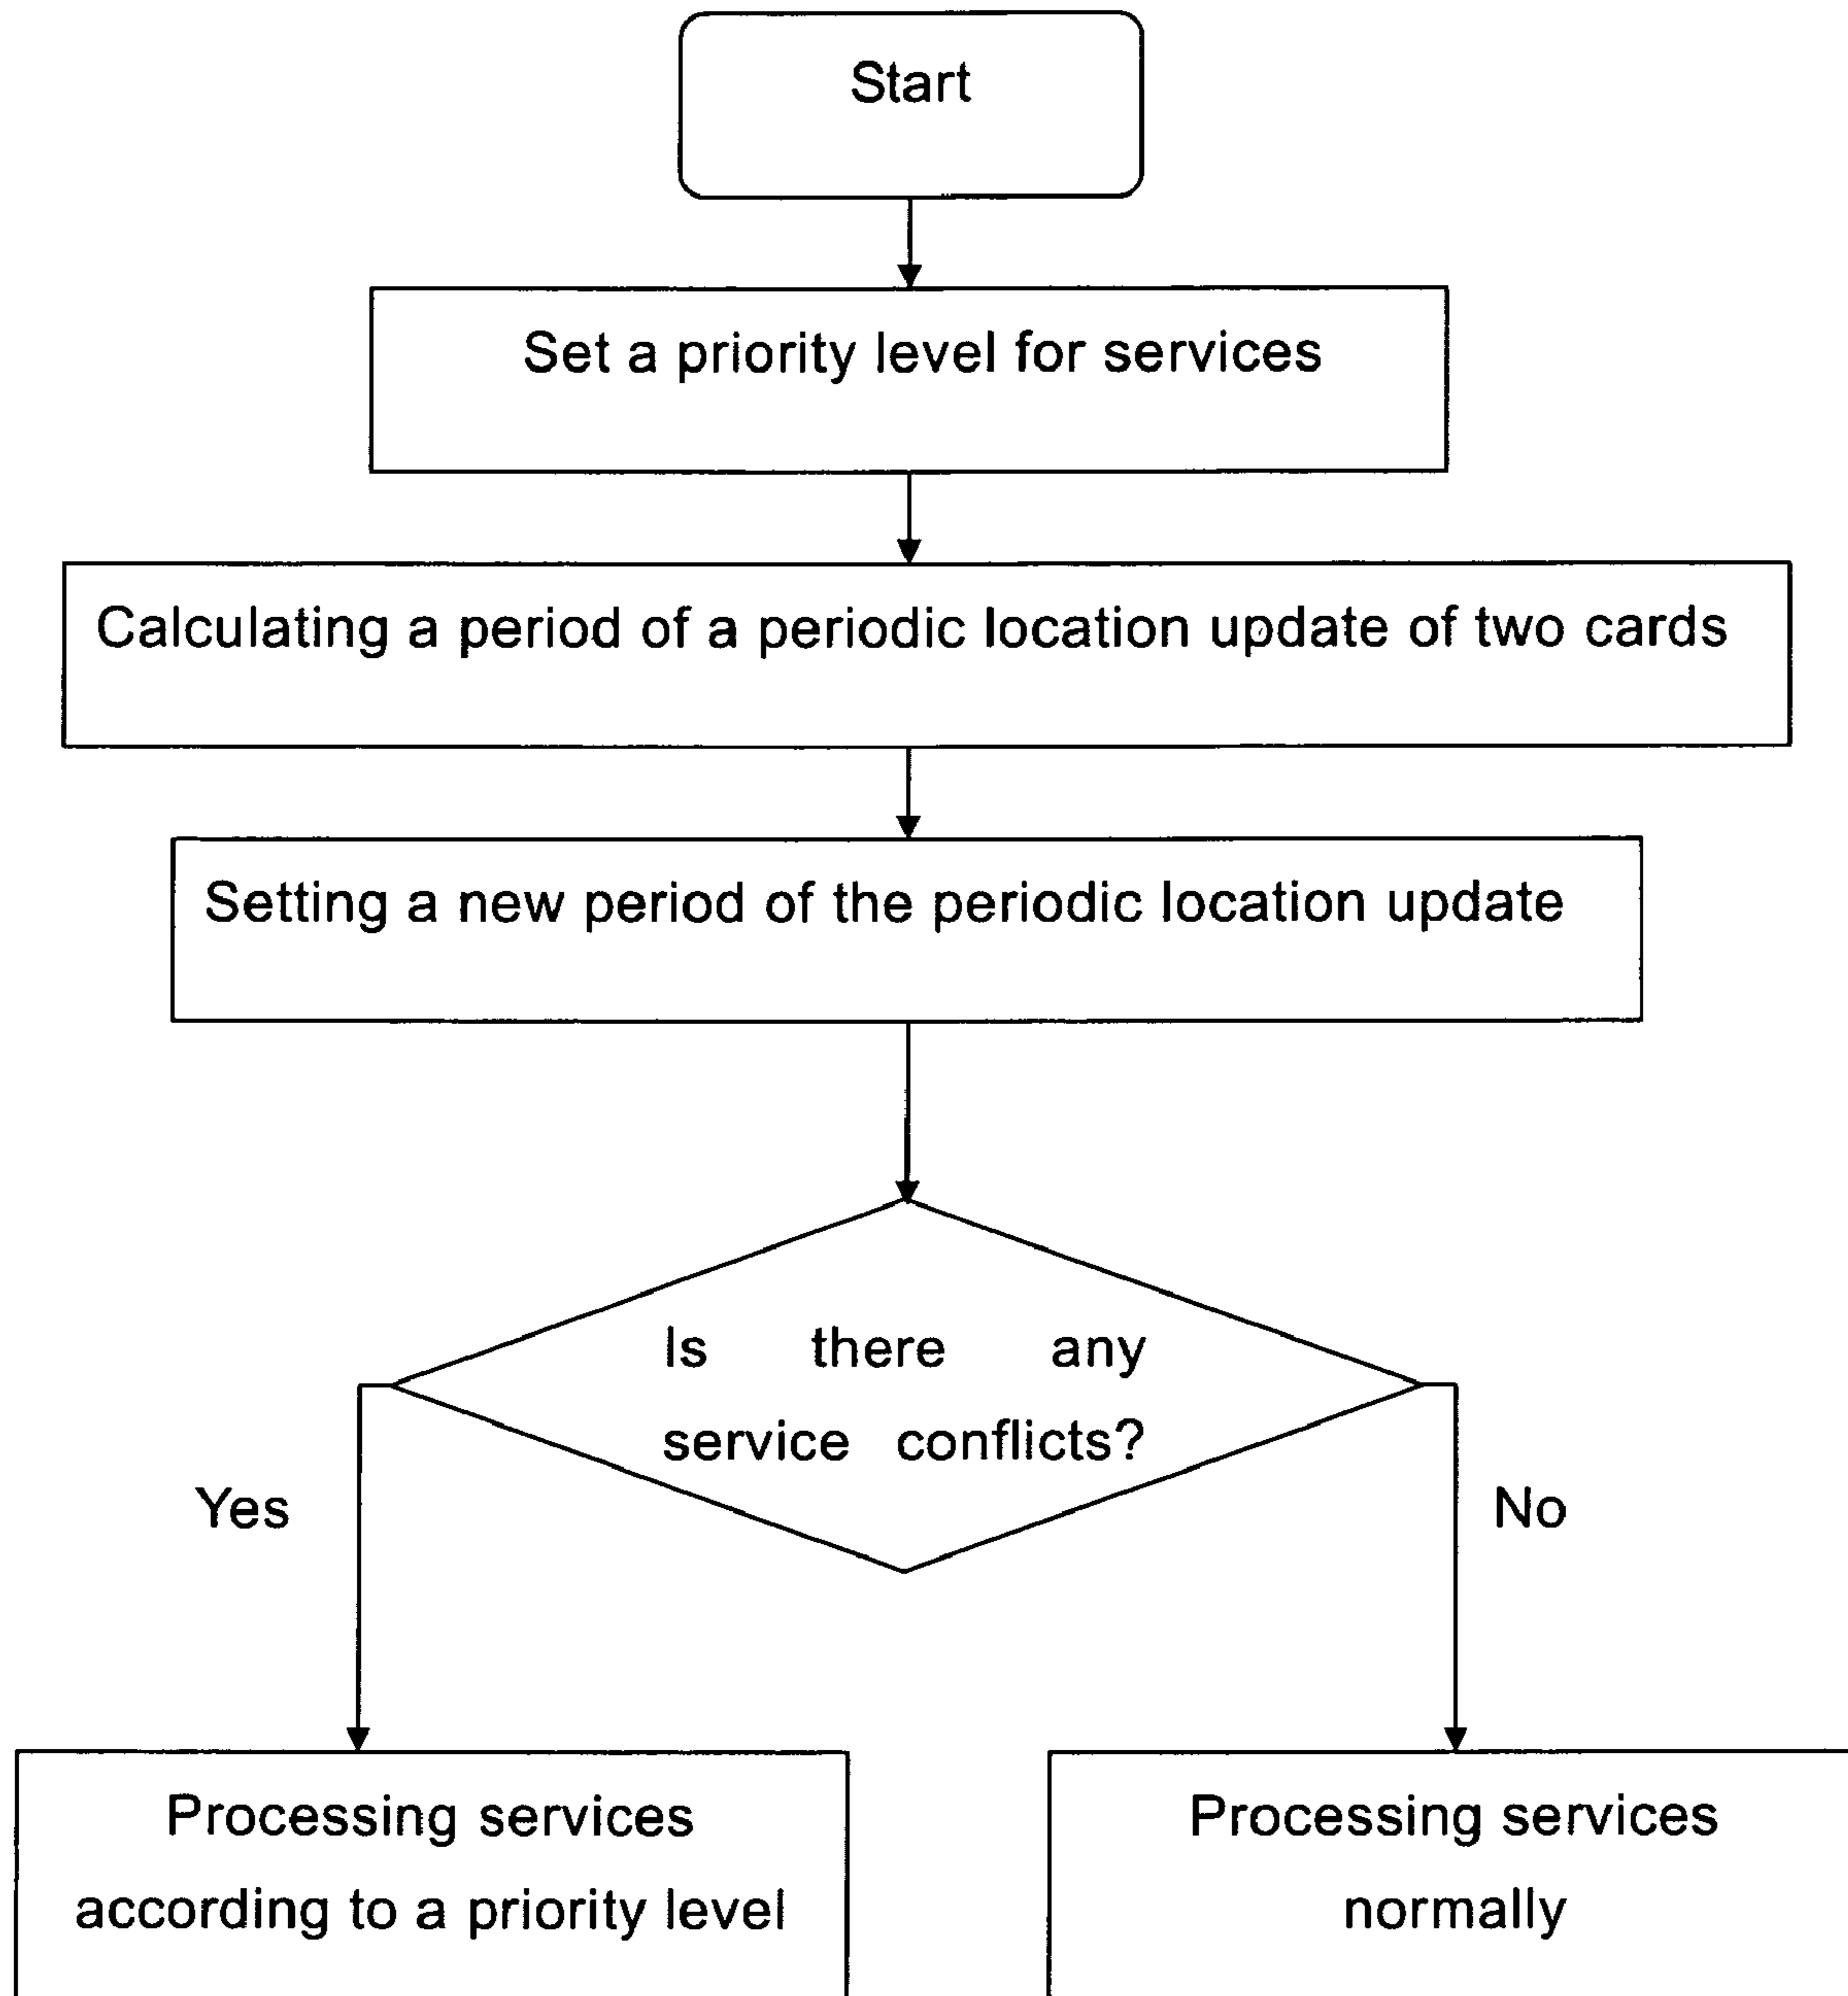 Start
Set a priority level for services
Calculating a period of a periodic location update of two cards
Setting a new period of the periodic location update
Is there any
service conflicts?
Yes
No
Processing services
according to a priority level
Processing services
normally